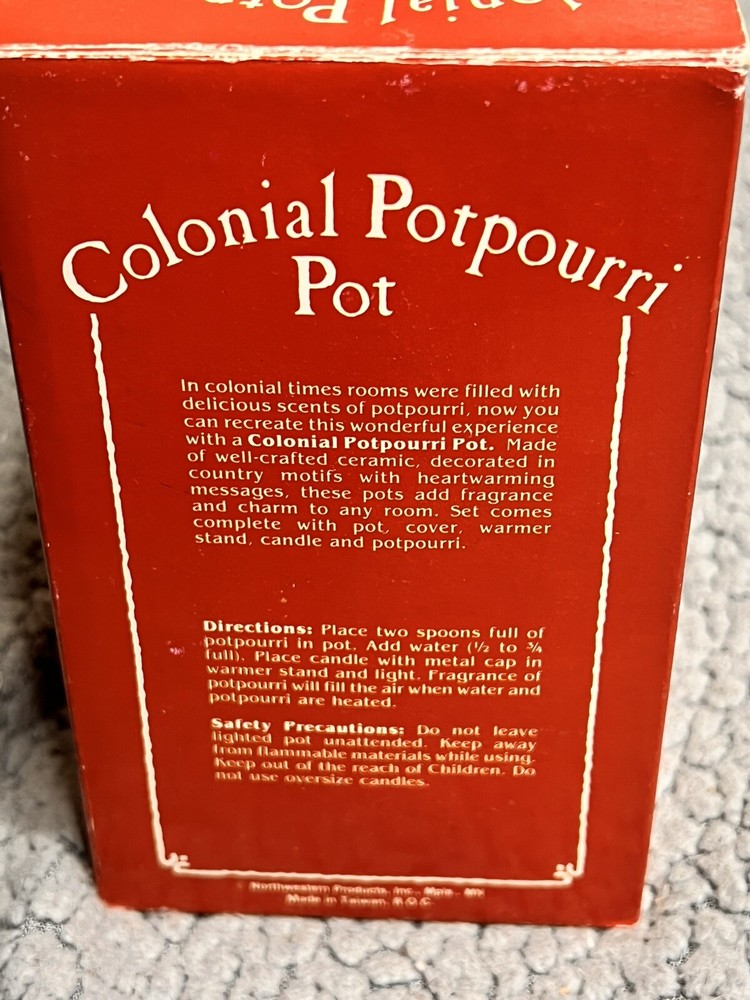 Colonial Potpourri
Pot
In colonial times rooms were filled with
delicious scents of potpourri, now you
can recreate this wonderful experience
with a Colonial Potpourri Pot. Made
of well-crafted ceramic, decorated in
country motifs with heartwarming
messages, these pots add fragrance
and charm to any room. Set comes
complete with pot, cover, warmer
stand, candle and potpourri.
Directions: Place two spoons full of
potpourri in pot. Add water (½ to ¾
full). Place candle with metal cap in
warmer stand and light. Fragrance of
potpourri will fill the air when water and
potpourri are heated.
Safety Precautions: Do not leave
lighted pot unattended. Keep away
from flammable materials while using.
Keep out of the reach of Children. Do
not use oversize candles.
Northwestern Products, Inc., Mpls., MN
Made in Taiwan, R.O.C.